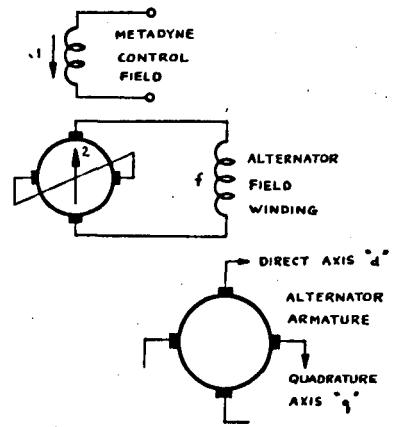 METADYNE
1
CONTROL
FIELD
2
ALTERNATOR
f
FIELD
WINDING
DIRECT AXIS "d"
ALTERNATOR
ARMATURE
QUADRATURE
AXIS "q"